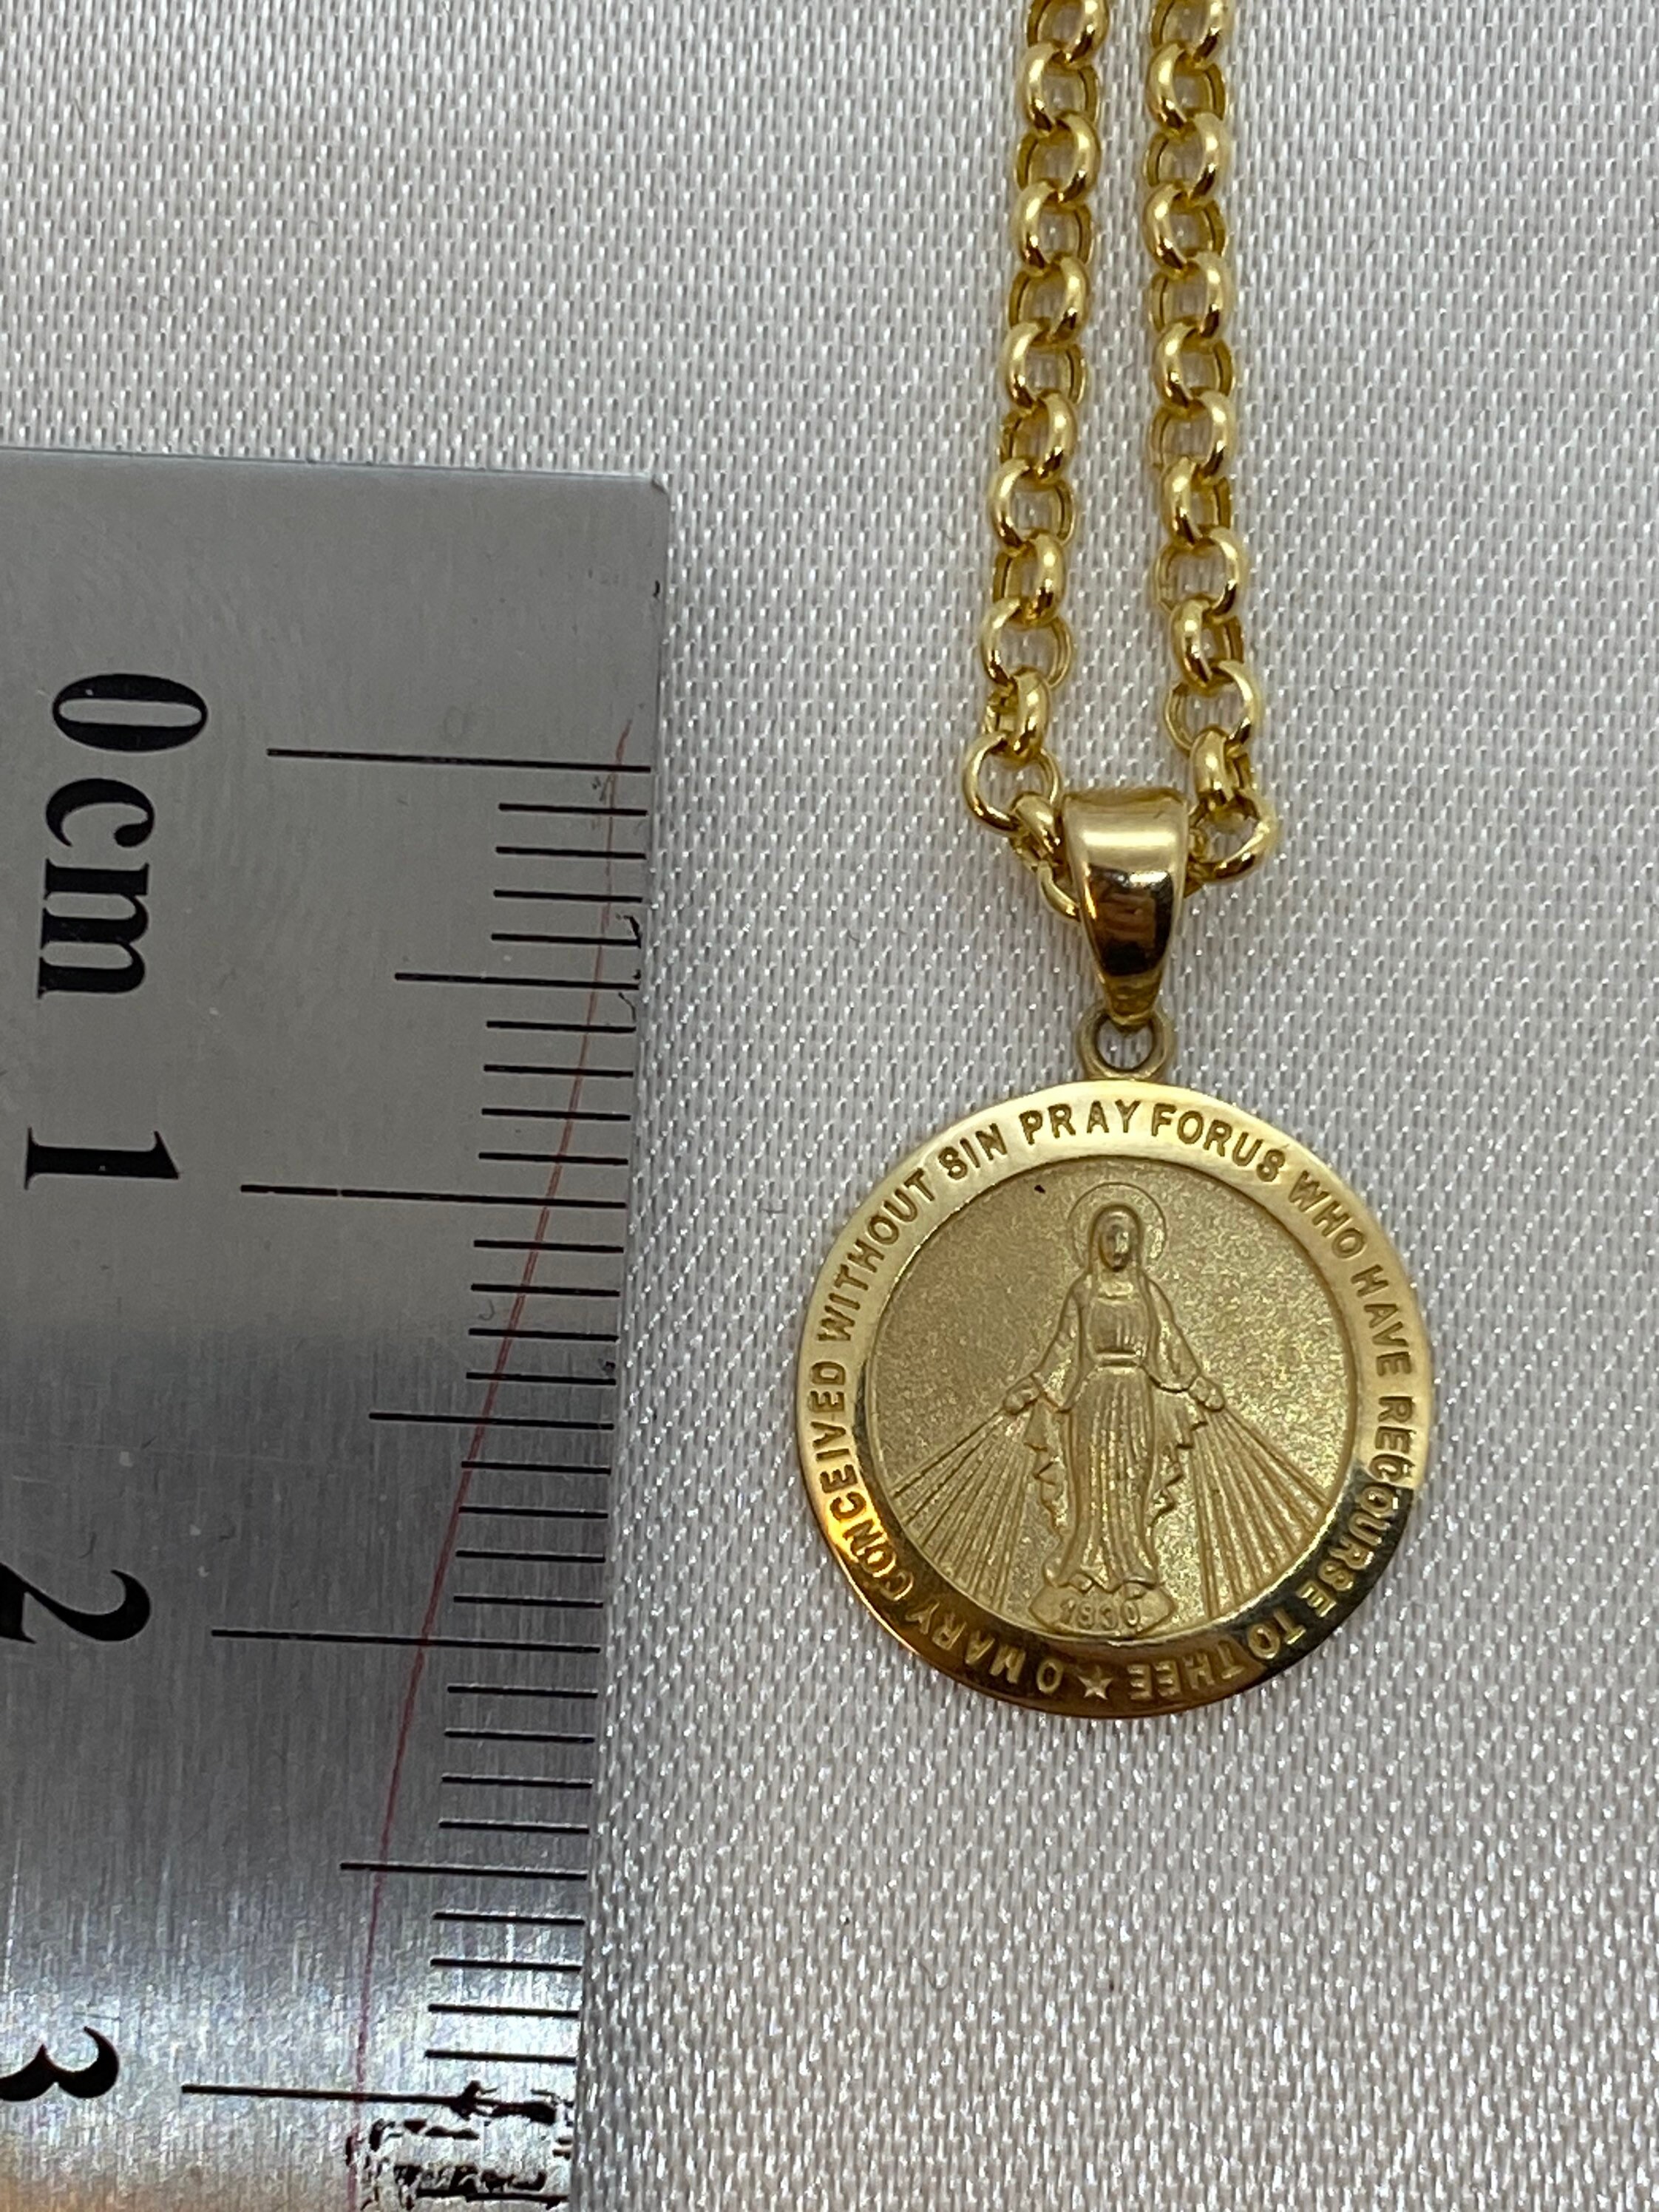 0cm 1 2 3
O MARY CONCEIVED WITHOUT SIN PRAY FOR US WHO HAVE RECOURSE TO THEE ★
1830